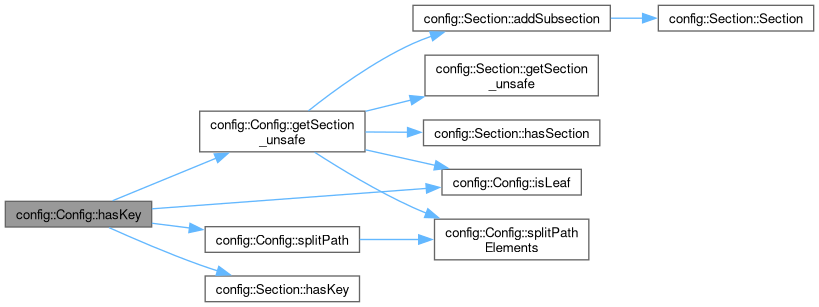 config::Section::addSubsection
config::Section::Section
config::Section::getSection
_unsafe
config::Config::getSection
_unsafe
config::Section::hasSection
config::Config::isLeaf
config::Config::hasKey
config::Config::splitPath
config::Config::splitPath
Elements
config::Section::hasKey